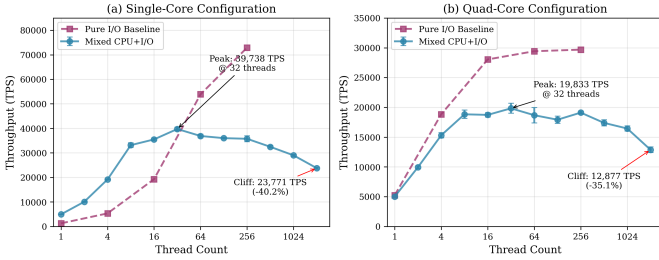 (a) Single-Core Configuration
Throughput (TPS)
80000
70000
60000
50000
40000
30000
20000
10000
0
Pure I/O Baseline
Mixed CPU+I/O
Peak: 39,738 TPS
@ 32 threads
Cliff: 23,771 TPS
(-40.2%)
1
4
16
64
256
1024
Thread Count
(b) Quad-Core Configuration
Throughput (TPS)
35000
30000
25000
20000
15000
10000
5000
0
Pure I/O Baseline
Mixed CPU+I/O
Peak: 19,833 TPS
@ 32 threads
Cliff: 12,877 TPS
(-35.1%)
1
4
16
64
256
1024
Thread Count